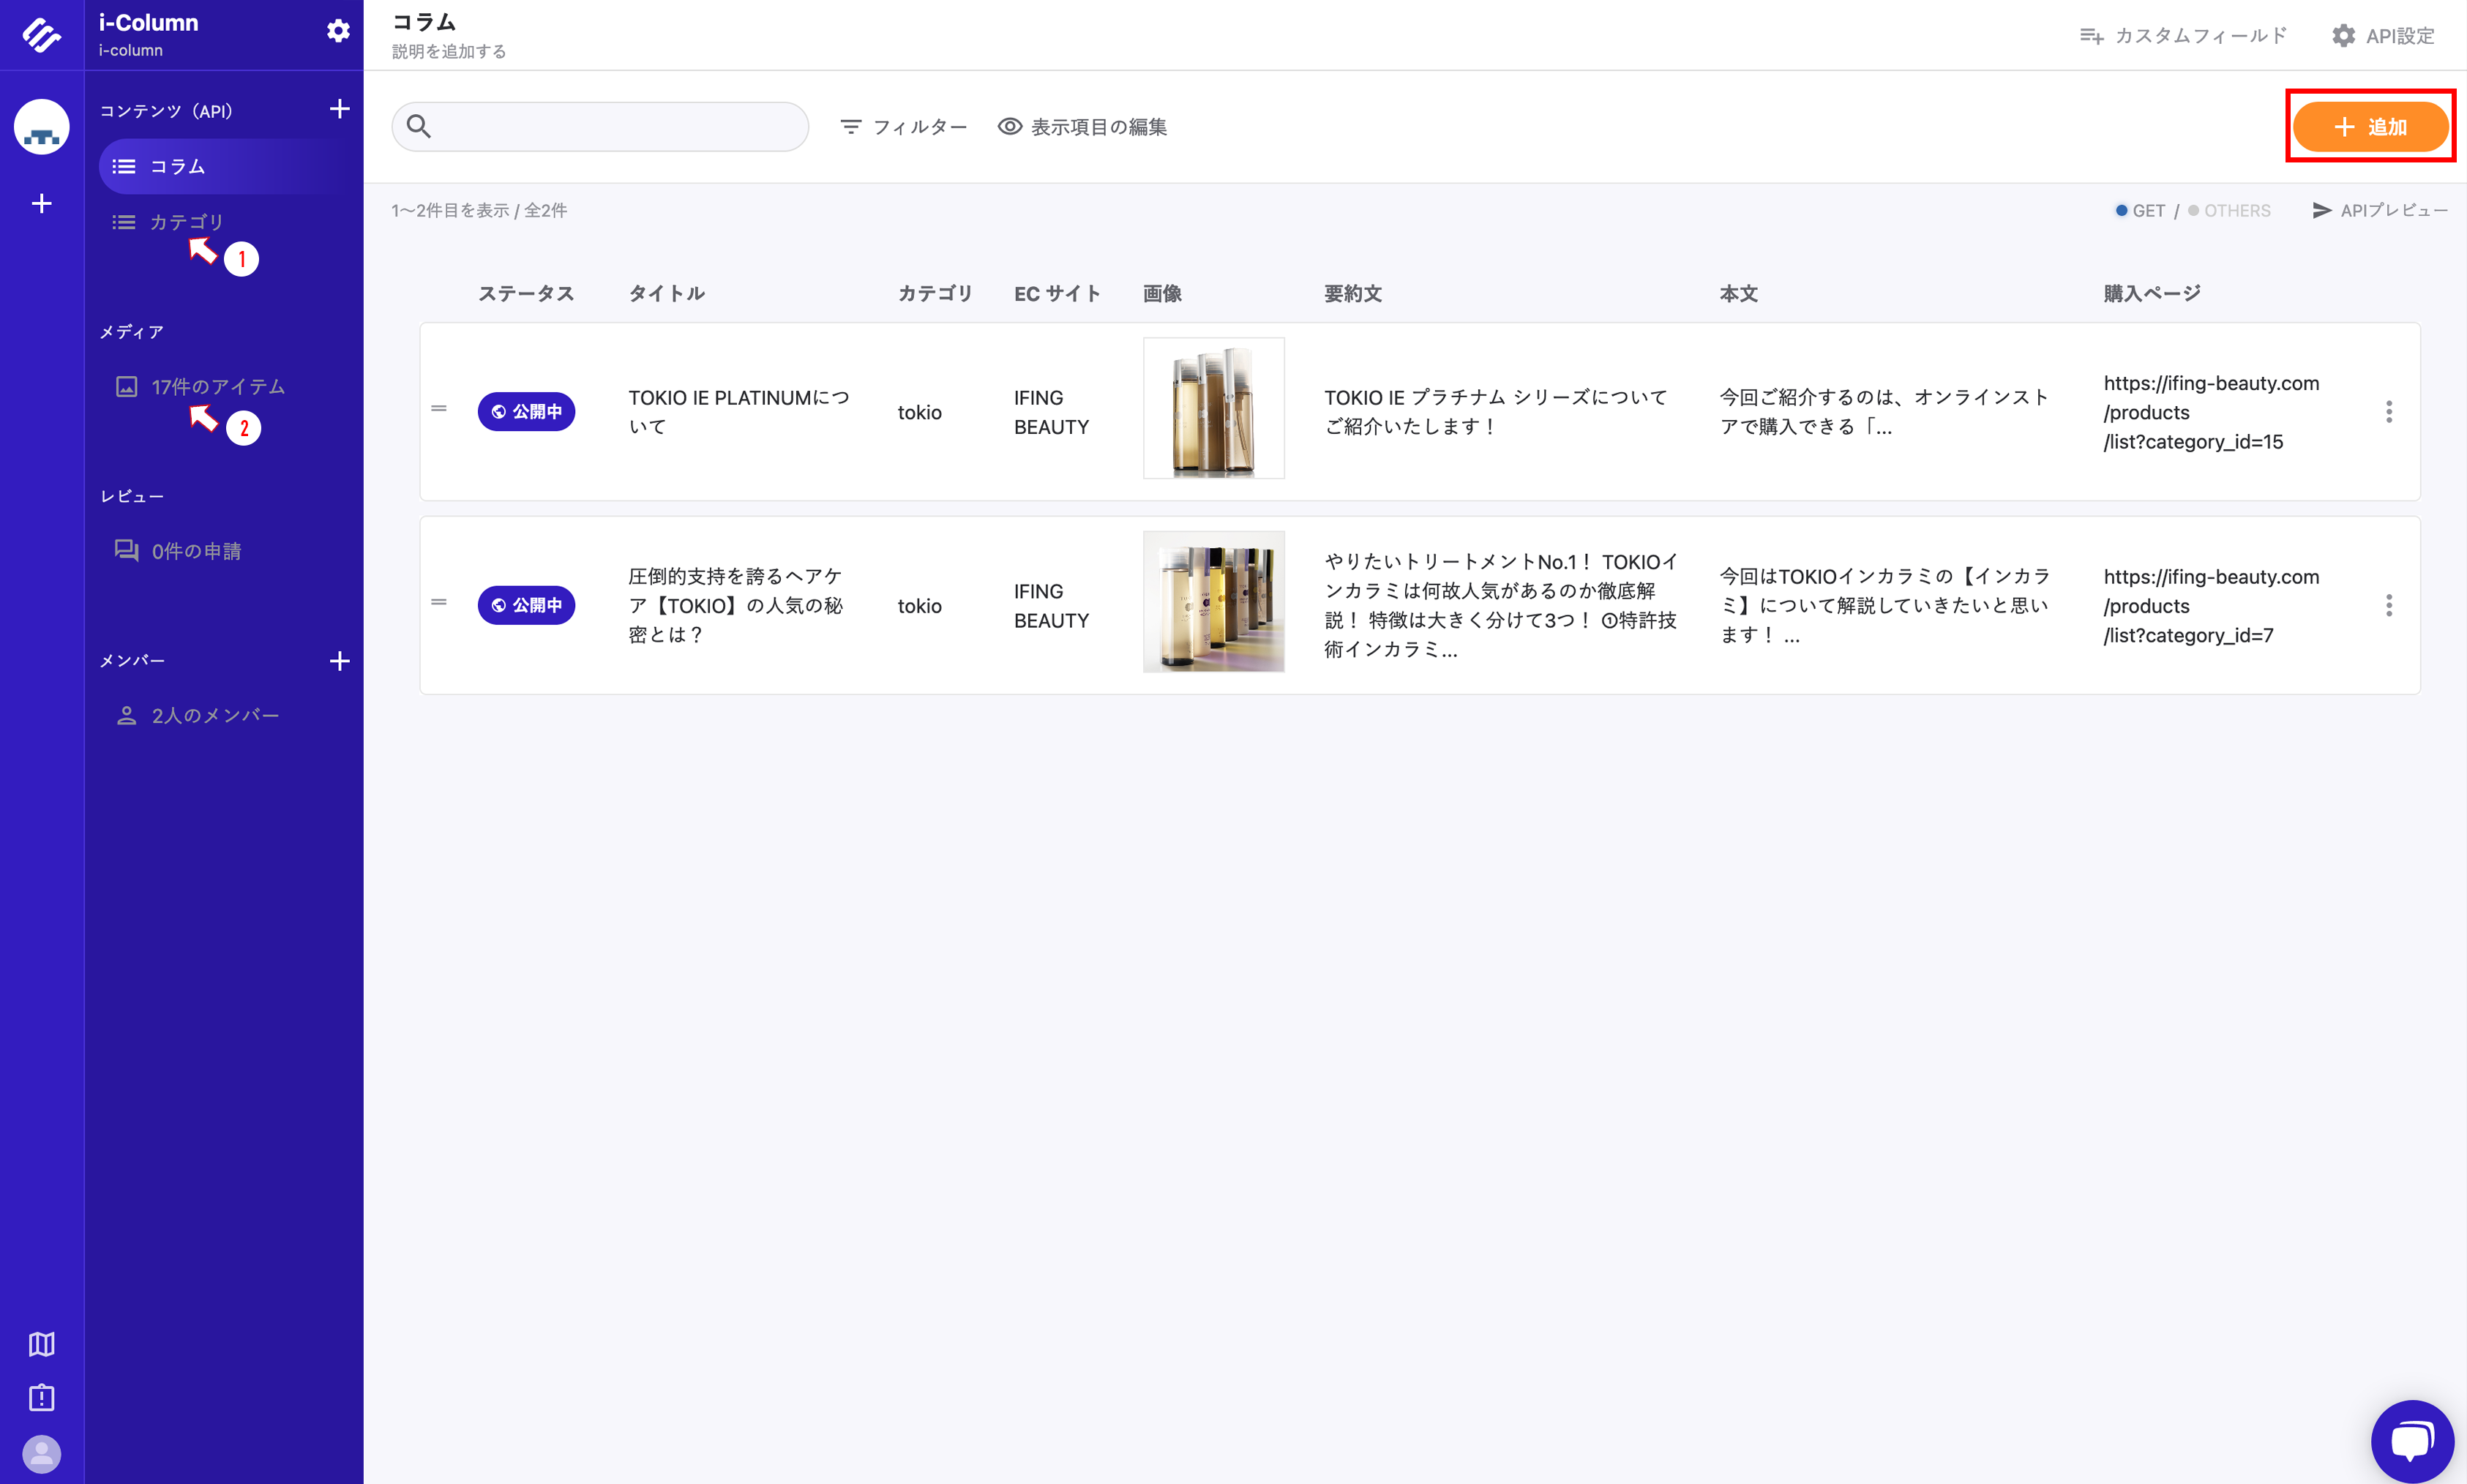 i-Column
i-column
コンテンツ（API）
コラム
カテゴリ
1
メディア
17件のアイテム
2
レビュー
0件の申請
メンバー
2人のメンバー
コラム
説明を追加する
カスタムフィールド
API設定
フィルター
表示項目の編集
追加
1〜2件目を表示 / 全2件
GET / OTHERS
APIプレビュー
ステータス タイトル カテゴリ EC サイト 画像 要約文 本文 購入ページ
公開中
TOKIO IE PLATINUMにつ
いて
tokio
IFING
BEAUTY
TOKIO IE プラチナム シリーズについて
ご紹介いたします！
今回ご紹介するのは、オンラインスト
アで購入できる「...
https://ifing-beauty.com
/products
/list?category_id=15
公開中
圧倒的支持を誇るヘアケ
ア【TOKIO】の人気の秘
密とは？
tokio
IFING
BEAUTY
やりたいトリートメントNo.1！ TOKIOイ
ンカラミは何故人気があるのか徹底解
説！ 特徴は大きく分けて3つ！ ①特許技
術インカラミ...
今回はTOKIOインカラミの【インカラ
ミ】について解説していきたいと思い
ます！ ...
https://ifing-beauty.com
/products
/list?category_id=7